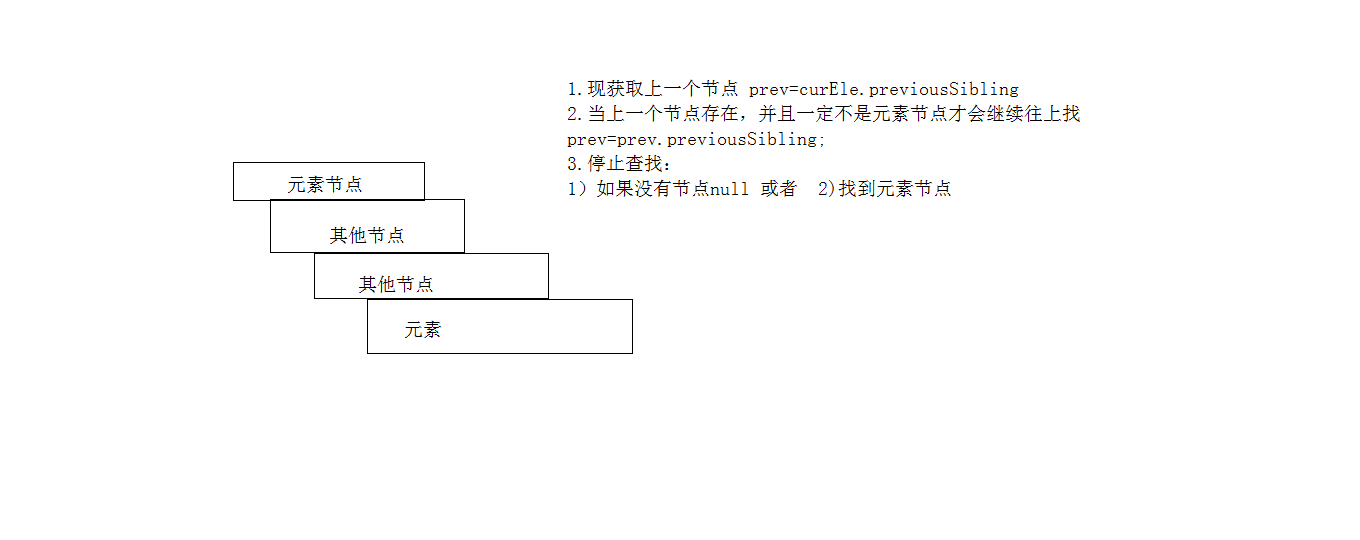 1.现获取上一个节点 prev=curEle.previousSibling
2.当上一个节点存在，并且一定不是元素节点才会继续往上找
prev=prev.previousSibling;
3.停止查找：
1）如果没有节点null 或者  2)找到元素节点
元素节点
其他节点
其他节点
元素